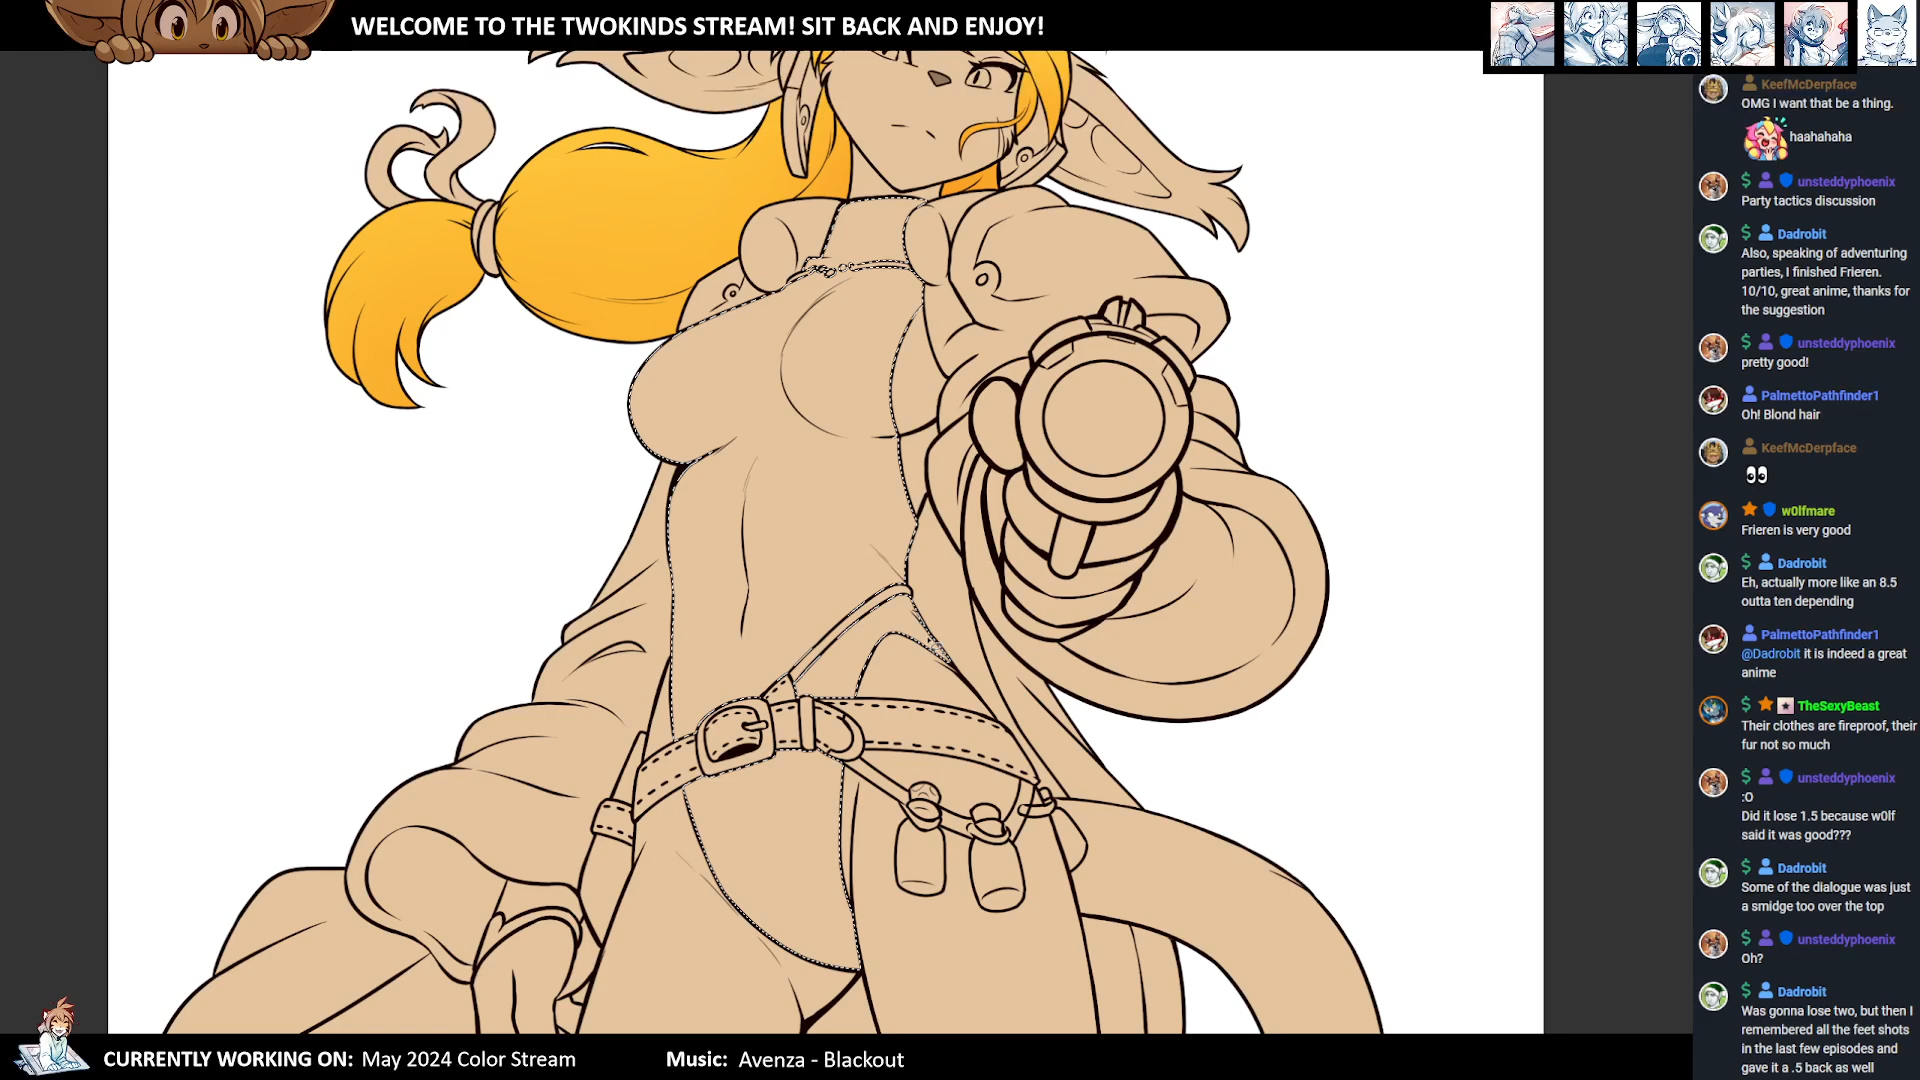 WELCOME TO THE TWOKINDS STREAM! SIT BACK AND ENJOY!
KeefMcDerpface
OMG I want that be a thing.
haahahaha
unsteddyphoenix
Party tactics discussion
Dadrobit
Also, speaking of adventuring
parties, I finished Frieren.
10/10, great anime, thanks for
the suggestion
unsteddyphoenix
pretty good!
PalmettoPathfinder1
Oh! Blond hair
KeefMcDerpface
w0lfmare
Frieren is very good
Dadrobit
Eh, actually more like an 8.5
outta ten depending
PalmettoPathfinder1
@Dadrobit it is indeed a great
anime
TheSexyBeast
Their clothes are fireproof, their
fur not so much
unsteddyphoenix
:O
Did it lose 1.5 because w0lf
said it was good???
Dadrobit
Some of the dialogue was just
a smidge too over the top
unsteddyphoenix
Oh?
Dadrobit
Was gonna lose two, but then I
remembered all the feet shots
in the last few episodes and
gave it a .5 back as well
CURRENTLY WORKING ON: May 2024 Color Stream
Music: Avenza - Blackout